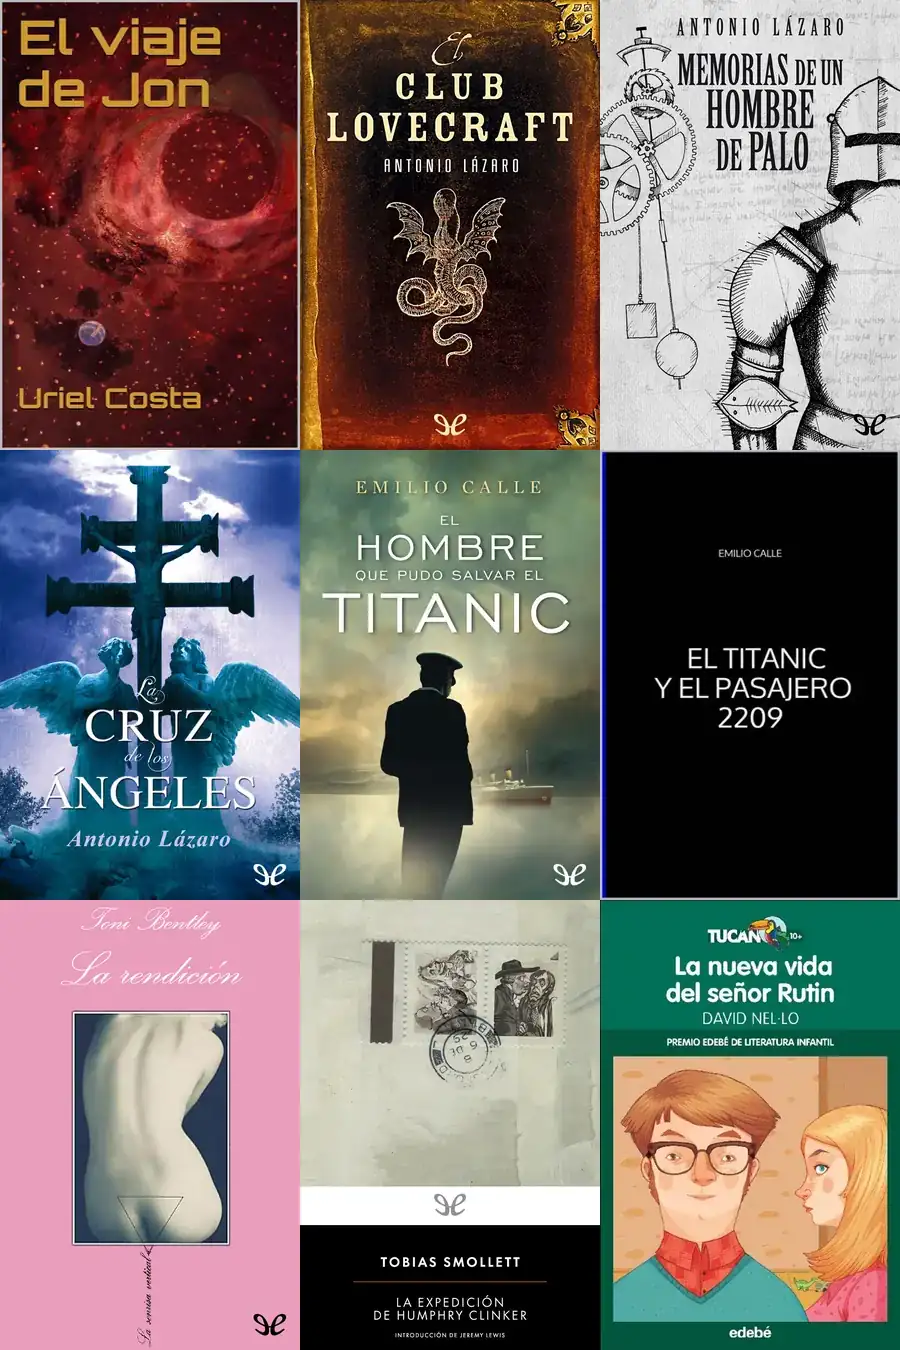 El viaje
de Jon
Uriel Costa
El
CLUB
LOVECRAFT
ANTONIO LÁZARO
ANTONIO LÁZARO
MEMORIAS DE UN
HOMBRE
DE PALO
La
CRUZ
de los
ÁNGELES
Antonio Lázaro
EMILIO CALLE
EL
HOMBRE
QUE PUDO SALVAR EL
TITANIC
EMILIO CALLE
EL TITANIC
Y EL PASAJERO
2209
Toni Bentley
La rendición
La sonrisa vertical
TOBIAS SMOLLETT
LA EXPEDICIÓN
DE HUMPHRY CLINKER
INTRODUCCIÓN DE JEREMY LEWIS
TUCAN 10+
La nueva vida
del señor Rutin
DAVID NEL·LO
PREMIO EDEBÉ DE LITERATURA INFANTIL
edebé